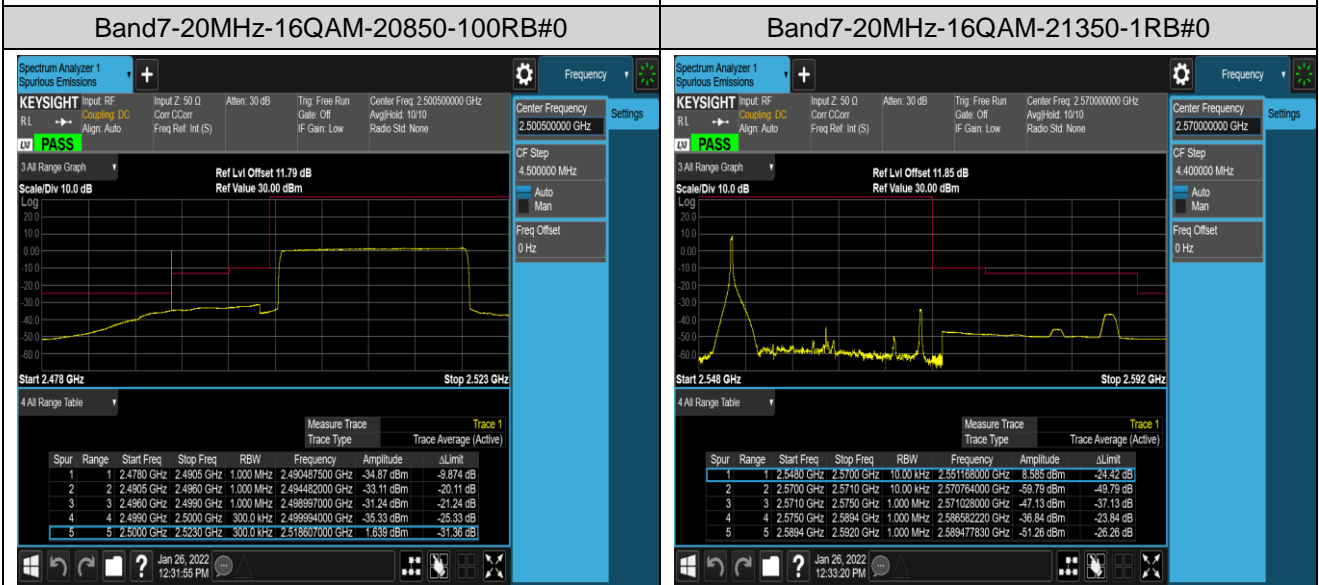 Band7-20MHz-16QAM-20850-100RB#0
Spectrum Analyzer 1
Spurious Emissions
+
Frequency
KEYSIGHT
RL
Input: RF
Coupling: DC
Align: Auto
Input Z: 50 Ω
Corr CCorr
Freq Ref: Int (S)
Atten: 30 dB
Trig: Free Run
Gate: Off
IF Gain: Low
Center Freq: 2.500500000 GHz
Avg|Hold: 10/10
Radio Std: None
LXI PASS
Center Frequency
2.500500000 GHz
Settings
CF Step
4.500000 MHz
Auto
Man
Freq Offset
0 Hz
3 All Range Graph
Ref Lvl Offset 11.79 dB
Scale/Div 10.0 dB
Ref Value 30.00 dBm
Log
20.0
10.0
0.00
-10.0
-20.0
-30.0
-40.0
-50.0
-60.0
Start 2.478 GHz
Stop 2.523 GHz
4 All Range Table
Measure Trace Trace 1
Trace Type Trace Average (Active)
Spur Range Start Freq Stop Freq RBW Frequency Amplitude ΔLimit
1 1 2.4780 GHz 2.4905 GHz 1.000 MHz 2.490487500 GHz -34.87 dBm -9.874 dB
2 2 2.4905 GHz 2.4960 GHz 1.000 MHz 2.494482000 GHz -33.11 dBm -20.11 dB
3 3 2.4960 GHz 2.4990 GHz 1.000 MHz 2.498997000 GHz -31.24 dBm -21.24 dB
4 4 2.4990 GHz 2.5000 GHz 300.0 kHz 2.499994000 GHz -35.33 dBm -25.33 dB
5 5 2.5000 GHz 2.5230 GHz 300.0 kHz 2.518607000 GHz 1.639 dBm -31.36 dB
?
Jan 26, 2022
12:31:55 PM
Band7-20MHz-16QAM-21350-1RB#0
Spectrum Analyzer 1
Spurious Emissions
+
Frequency
KEYSIGHT
RL
Input: RF
Coupling: DC
Align: Auto
Input Z: 50 Ω
Corr CCorr
Freq Ref: Int (S)
Atten: 30 dB
Trig: Free Run
Gate: Off
IF Gain: Low
Center Freq: 2.570000000 GHz
Avg|Hold: 10/10
Radio Std: None
LXI PASS
Center Frequency
2.570000000 GHz
Settings
CF Step
4.400000 MHz
Auto
Man
Freq Offset
0 Hz
3 All Range Graph
Ref Lvl Offset 11.85 dB
Scale/Div 10.0 dB
Ref Value 30.00 dBm
Log
20.0
10.0
0.00
-10.0
-20.0
-30.0
-40.0
-50.0
-60.0
Start 2.548 GHz
Stop 2.592 GHz
4 All Range Table
Measure Trace Trace 1
Trace Type Trace Average (Active)
Spur Range Start Freq Stop Freq RBW Frequency Amplitude ΔLimit
1 1 2.5480 GHz 2.5700 GHz 10.00 kHz 2.551168000 GHz 8.585 dBm -24.42 dB
2 2 2.5700 GHz 2.5710 GHz 10.00 kHz 2.570764000 GHz -59.79 dBm -49.79 dB
3 3 2.5710 GHz 2.5750 GHz 1.000 MHz 2.571028000 GHz -47.13 dBm -37.13 dB
4 4 2.5750 GHz 2.5894 GHz 1.000 MHz 2.586582220 GHz -36.84 dBm -23.84 dB
5 5 2.5894 GHz 2.5920 GHz 1.000 MHz 2.589477830 GHz -51.26 dBm -26.26 dB
?
Jan 26, 2022
12:33:20 PM